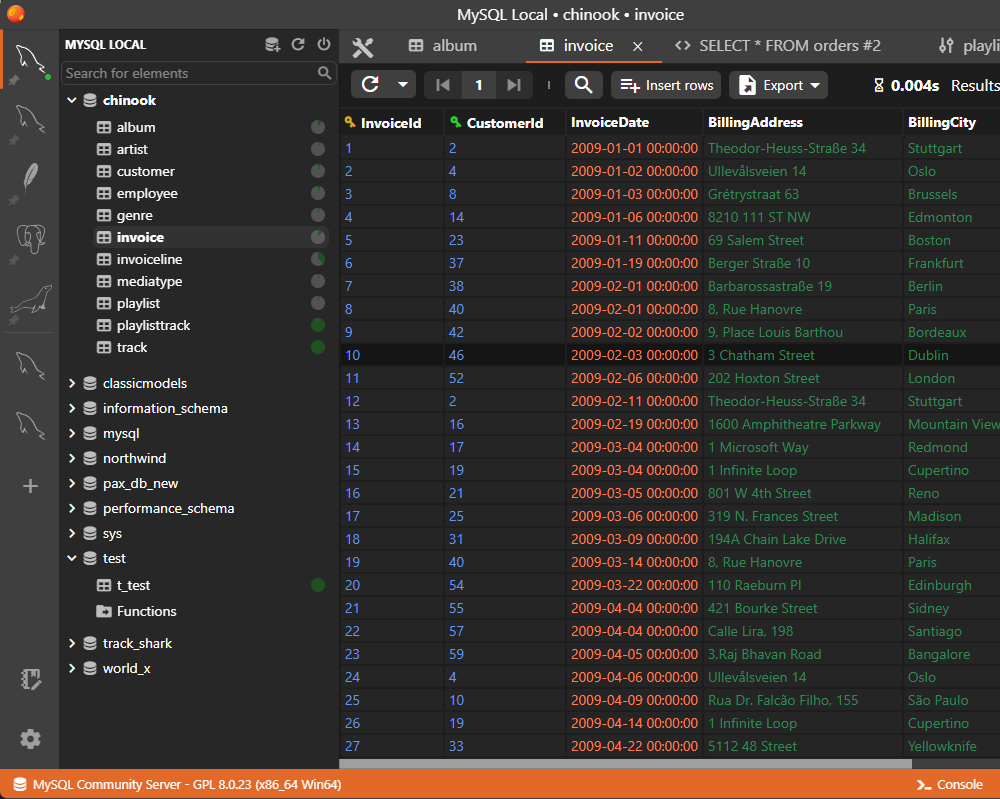 MySQL Local • chinook • invoice
MYSQL LOCAL
Search for elements
chinook
album
artist
customer
employee
genre
invoice
invoiceline
mediatype
playlist
playlisttrack
track
classicmodels
information_schema
mysql
northwind
pax_db_new
performance_schema
sys
test
t_test
Functions
track_shark
world_x
album invoice × <> SELECT * FROM orders #2 playli
1 Insert rows Export 0.004s Results
InvoiceId CustomerId InvoiceDate BillingAddress BillingCity
1 2 2009-01-01 00:00:00 Theodor-Heuss-Straße 34 Stuttgart
2 4 2009-01-02 00:00:00 Ullevålsveien 14 Oslo
3 8 2009-01-03 00:00:00 Grétrystraat 63 Brussels
4 14 2009-01-06 00:00:00 8210 111 ST NW Edmonton
5 23 2009-01-11 00:00:00 69 Salem Street Boston
6 37 2009-01-19 00:00:00 Berger Straße 10 Frankfurt
7 38 2009-02-01 00:00:00 Barbarossastraße 19 Berlin
8 40 2009-02-01 00:00:00 8, Rue Hanovre Paris
9 42 2009-02-02 00:00:00 9, Place Louis Barthou Bordeaux
10 46 2009-02-03 00:00:00 3 Chatham Street Dublin
11 52 2009-02-06 00:00:00 202 Hoxton Street London
12 2 2009-02-11 00:00:00 Theodor-Heuss-Straße 34 Stuttgart
13 16 2009-02-19 00:00:00 1600 Amphitheatre Parkway Mountain View
14 17 2009-03-04 00:00:00 1 Microsoft Way Redmond
15 19 2009-03-04 00:00:00 1 Infinite Loop Cupertino
16 21 2009-03-05 00:00:00 801 W 4th Street Reno
17 25 2009-03-06 00:00:00 319 N. Frances Street Madison
18 31 2009-03-09 00:00:00 194A Chain Lake Drive Halifax
19 40 2009-03-14 00:00:00 8, Rue Hanovre Paris
20 54 2009-03-22 00:00:00 110 Raeburn Pl Edinburgh
21 55 2009-04-04 00:00:00 421 Bourke Street Sidney
22 57 2009-04-04 00:00:00 Calle Lira, 198 Santiago
23 59 2009-04-05 00:00:00 3,Raj Bhavan Road Bangalore
24 4 2009-04-06 00:00:00 Ullevålsveien 14 Oslo
25 10 2009-04-09 00:00:00 Rua Dr. Falcão Filho, 155 São Paulo
26 19 2009-04-14 00:00:00 1 Infinite Loop Cupertino
27 33 2009-04-22 00:00:00 5112 48 Street Yellowknife
MySQL Community Server - GPL 8.0.23 (x86_64 Win64) Console